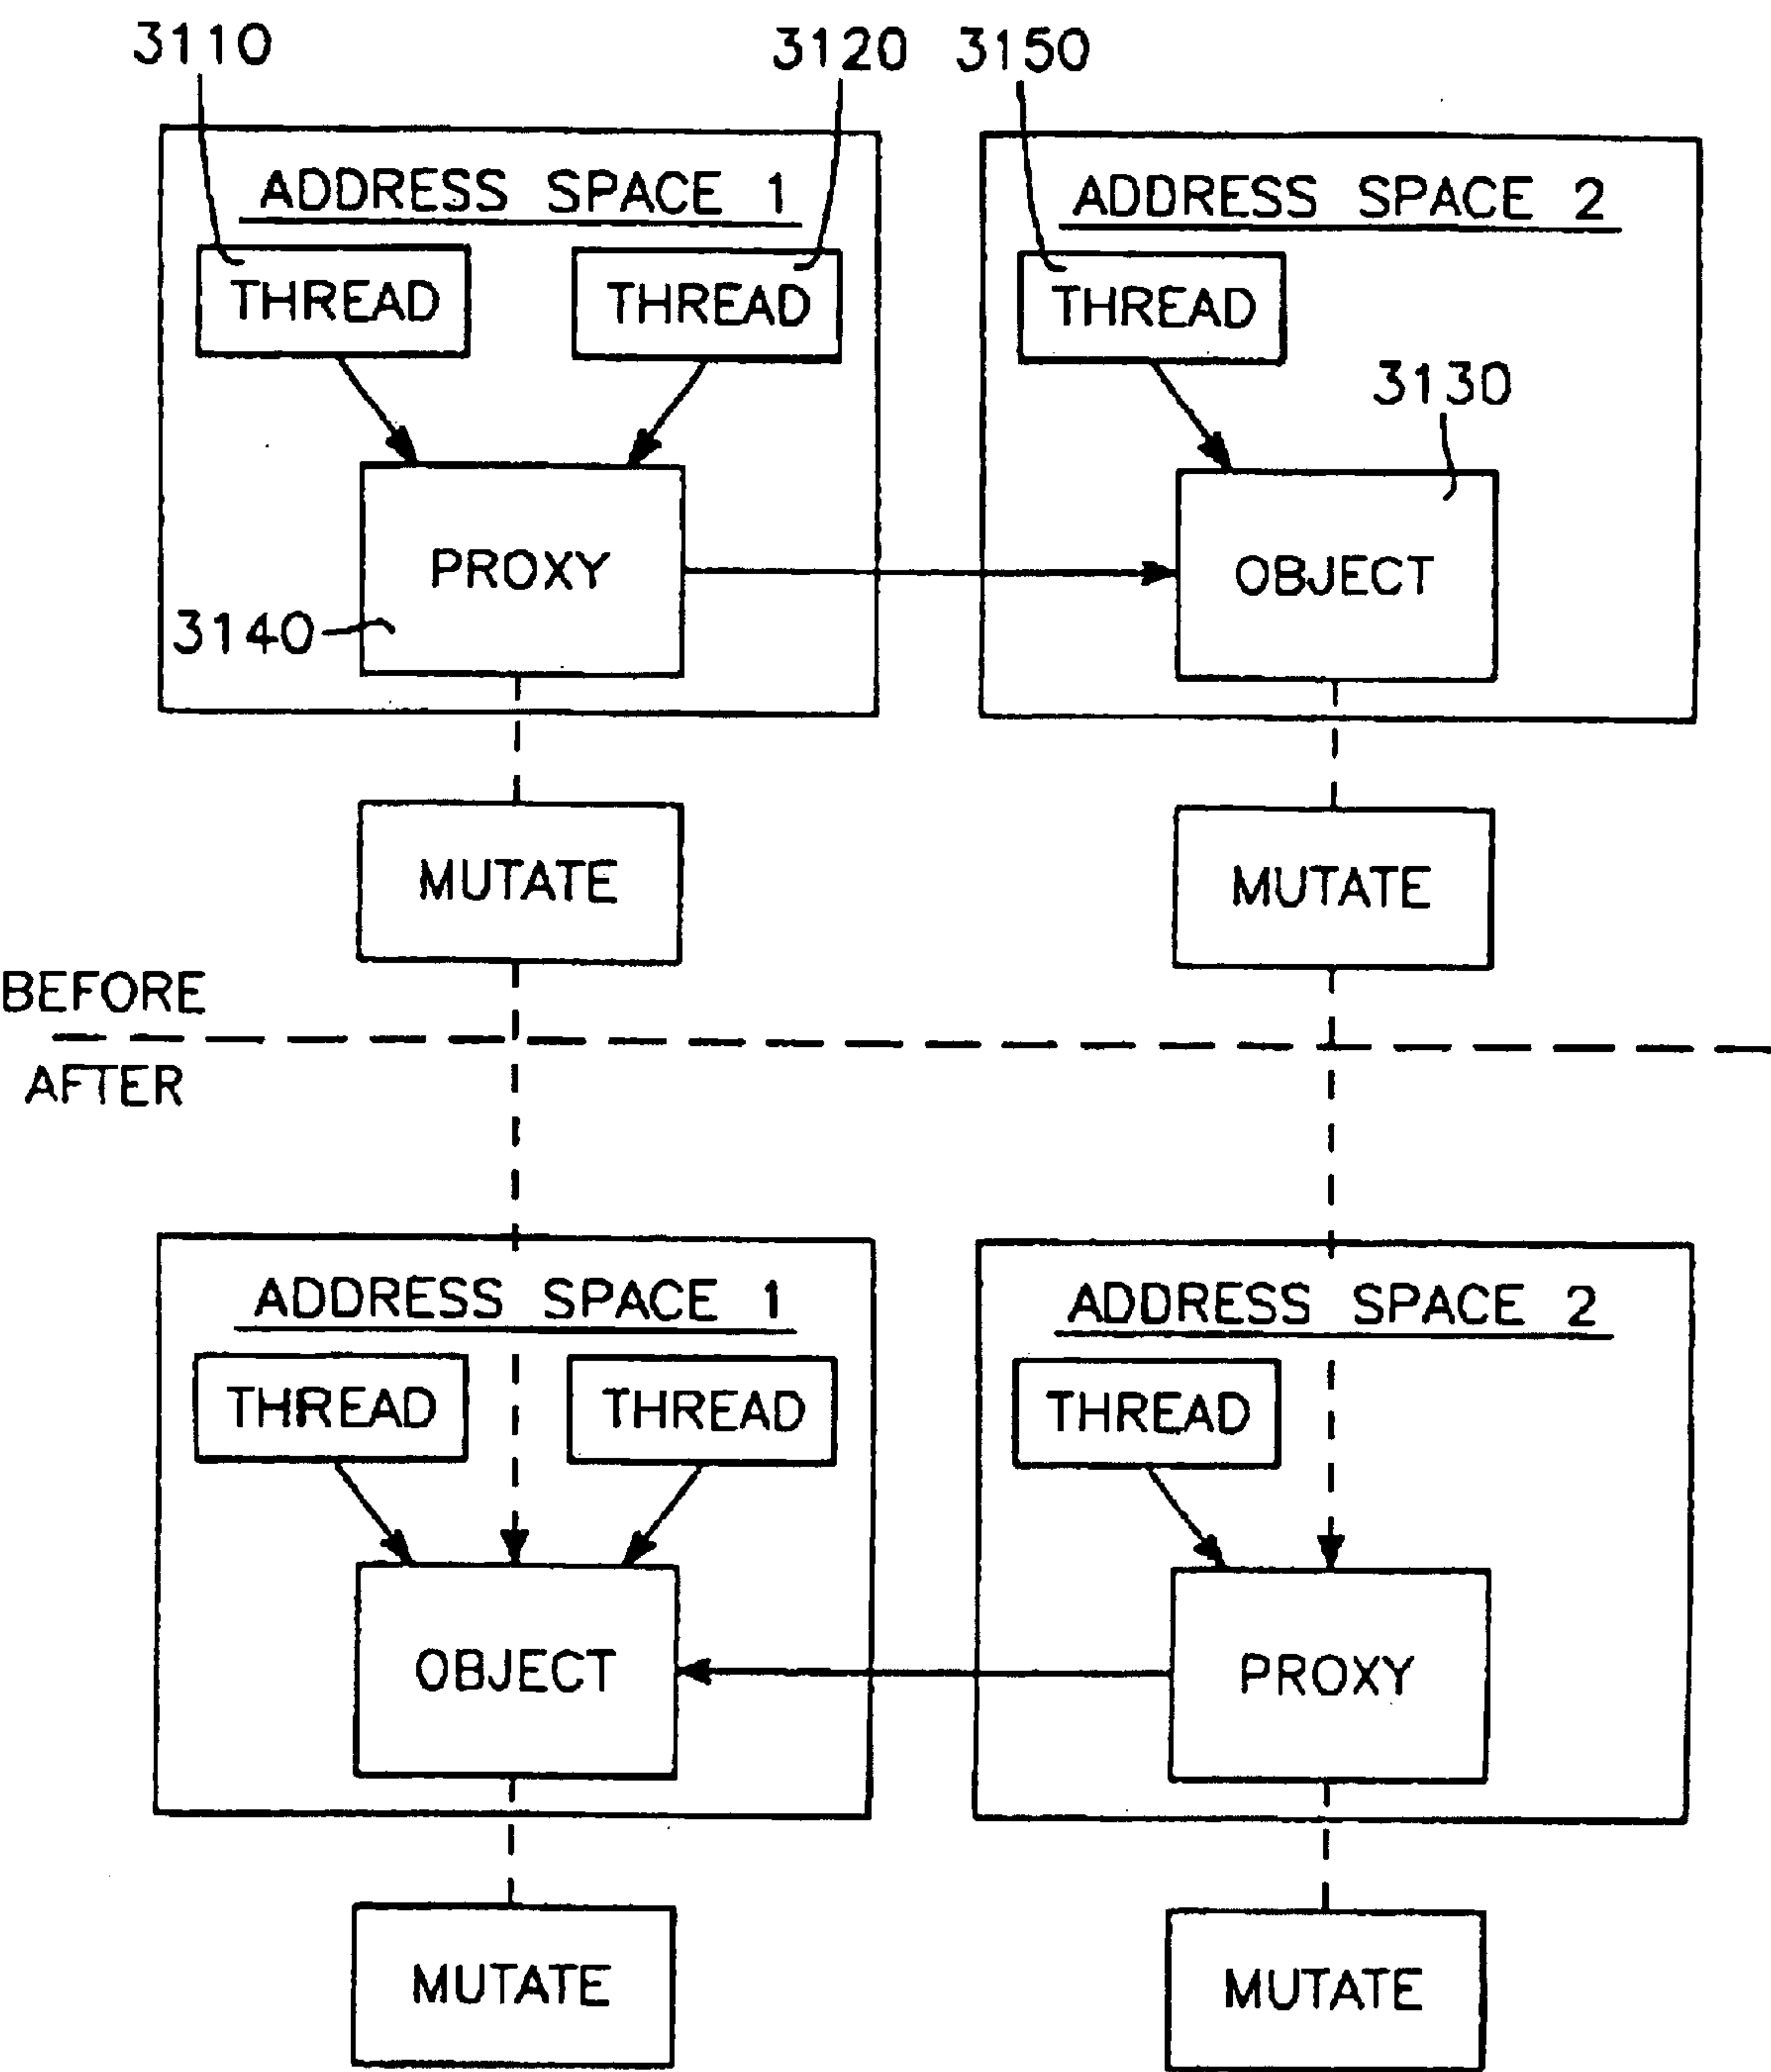 3110
3120
3150
ADDRESS SPACE 1
ADDRESS SPACE 2
THREAD
THREAD
THREAD
3130
PROXY
OBJECT
3140
MUTATE
MUTATE
BEFORE
AFTER
ADDRESS SPACE 1
ADDRESS SPACE 2
THREAD
THREAD
THREAD
OBJECT
PROXY
MUTATE
MUTATE